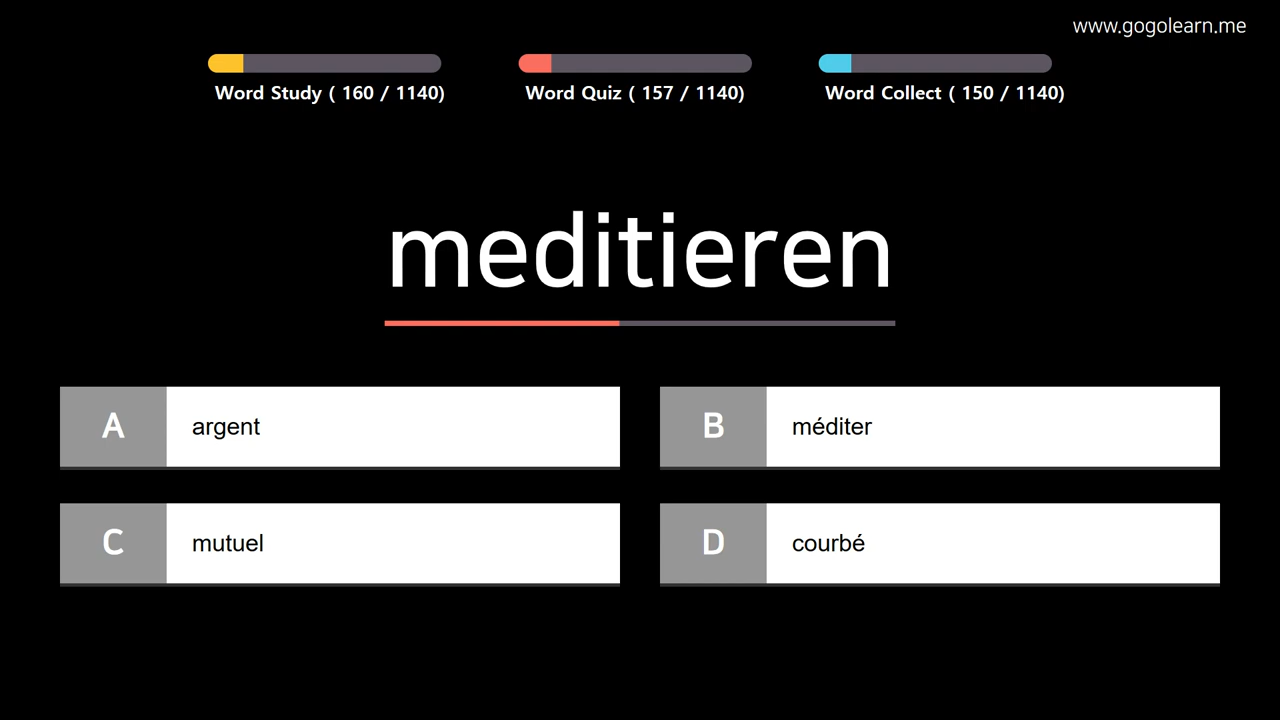 www.gogolearn.me
Word Study ( 160 / 1140)
Word Quiz ( 157 / 1140)
Word Collect ( 150 / 1140)
meditieren
A argent
B méditer
C mutuel
D courbé